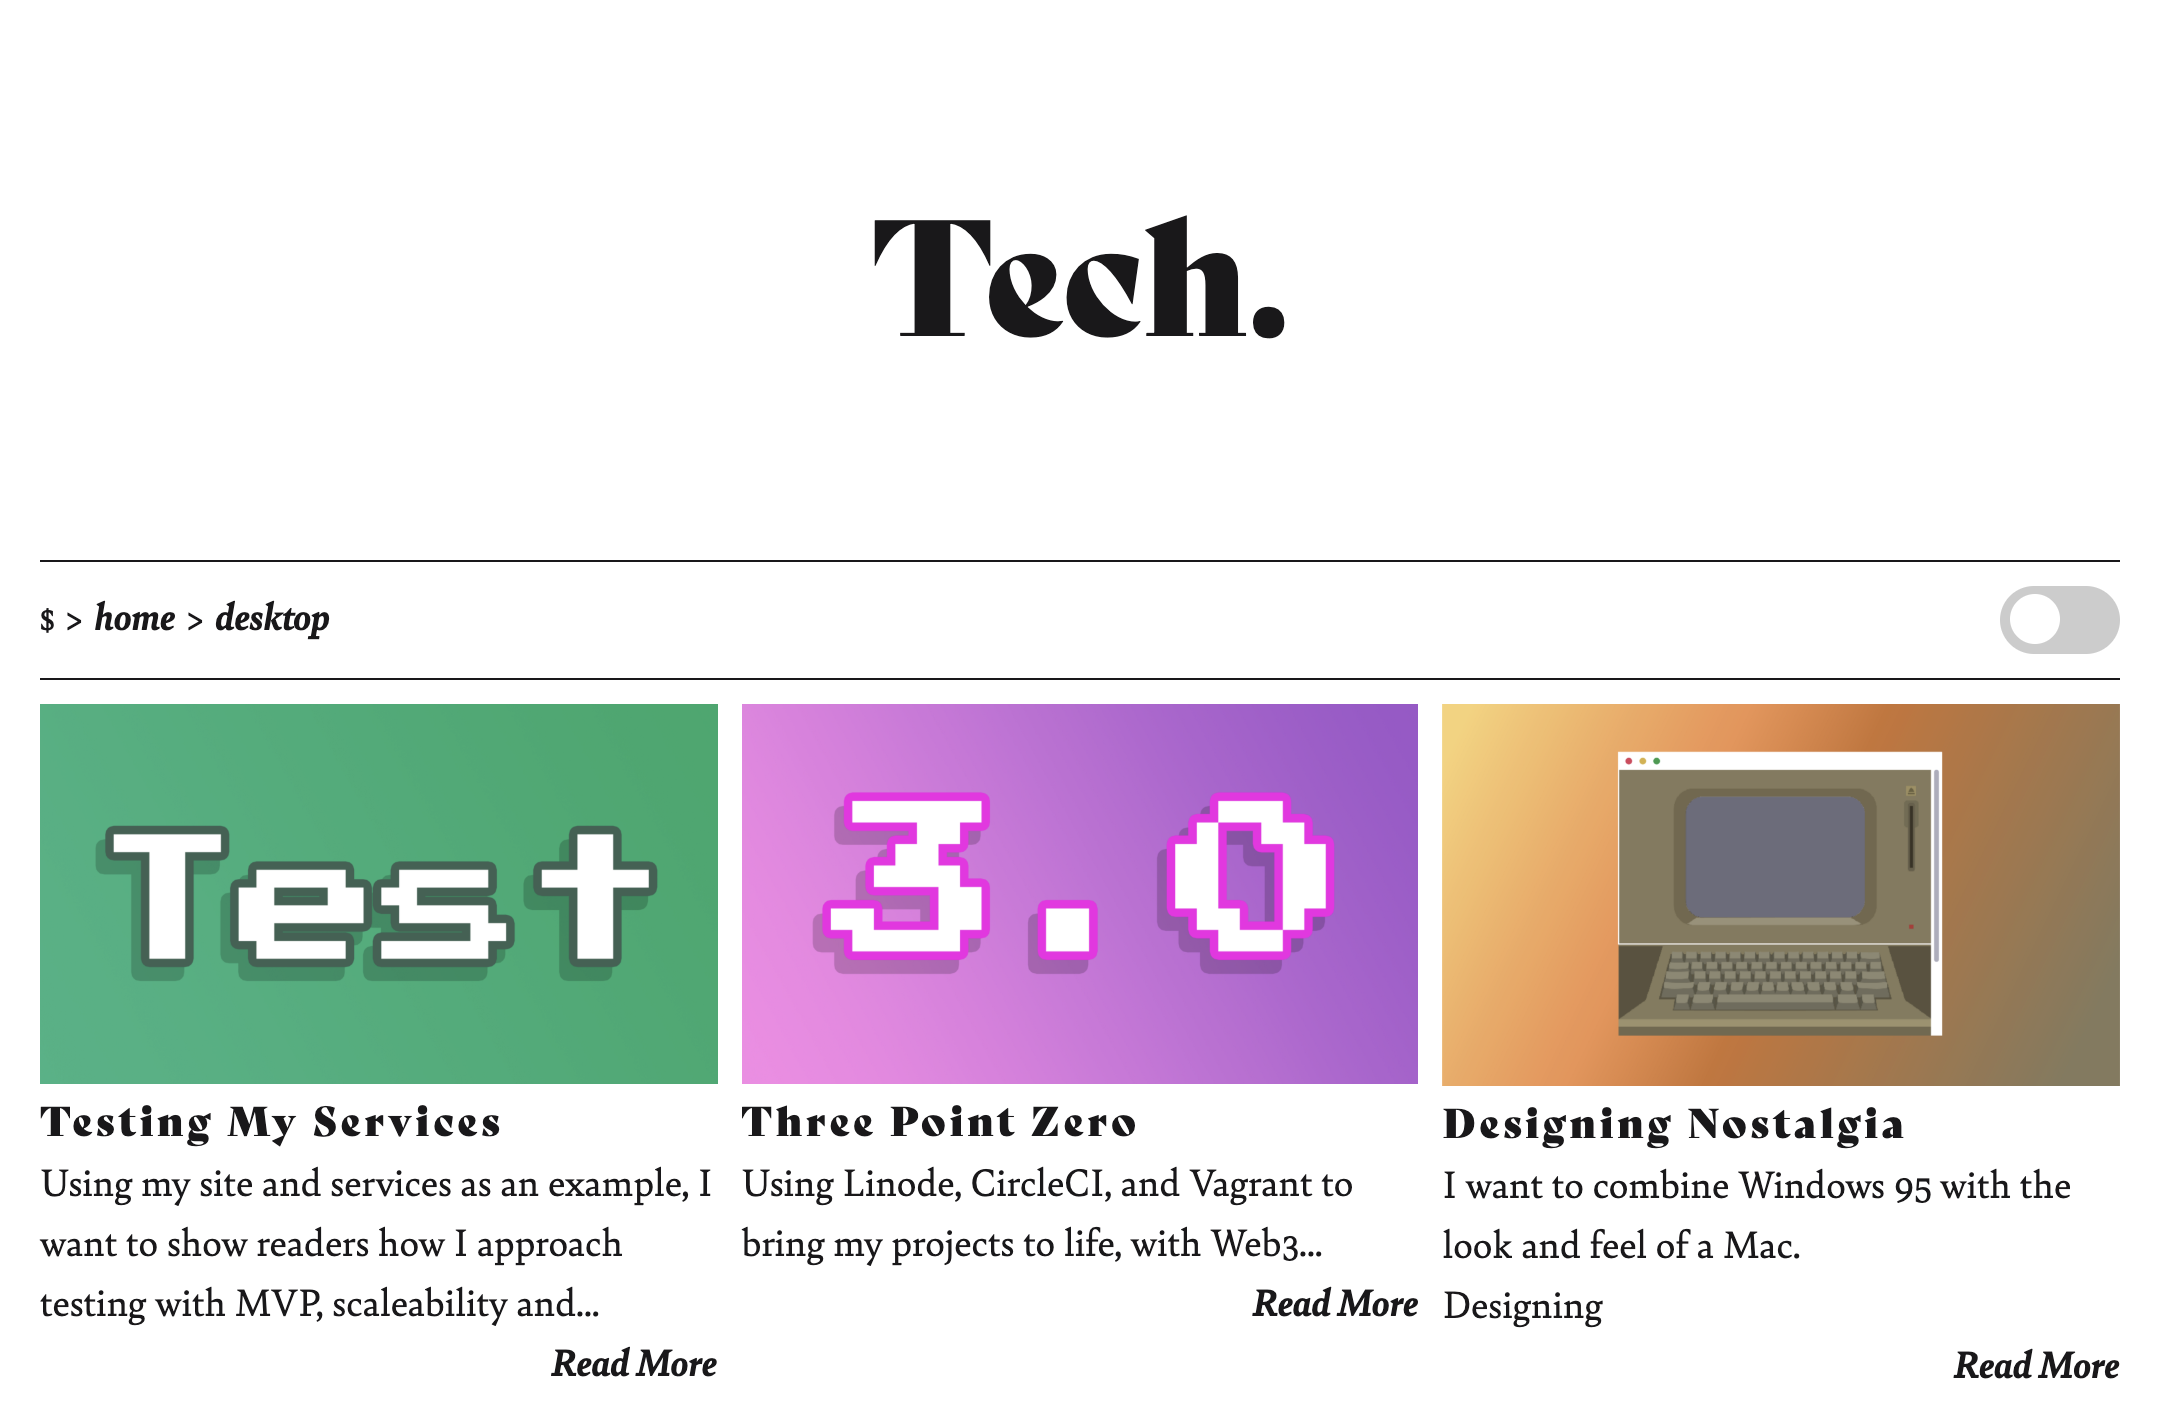 Tech.
$ > home > desktop
Test
3.0
Testing My Services
Using my site and services as an example, I
want to show readers how I approach
testing with MVP, scaleability and...
Read More
Three Point Zero
Using Linode, CircleCI, and Vagrant to
bring my projects to life, with Web3...
Read More
Designing Nostalgia
I want to combine Windows 95 with the
look and feel of a Mac.
Designing
Read More